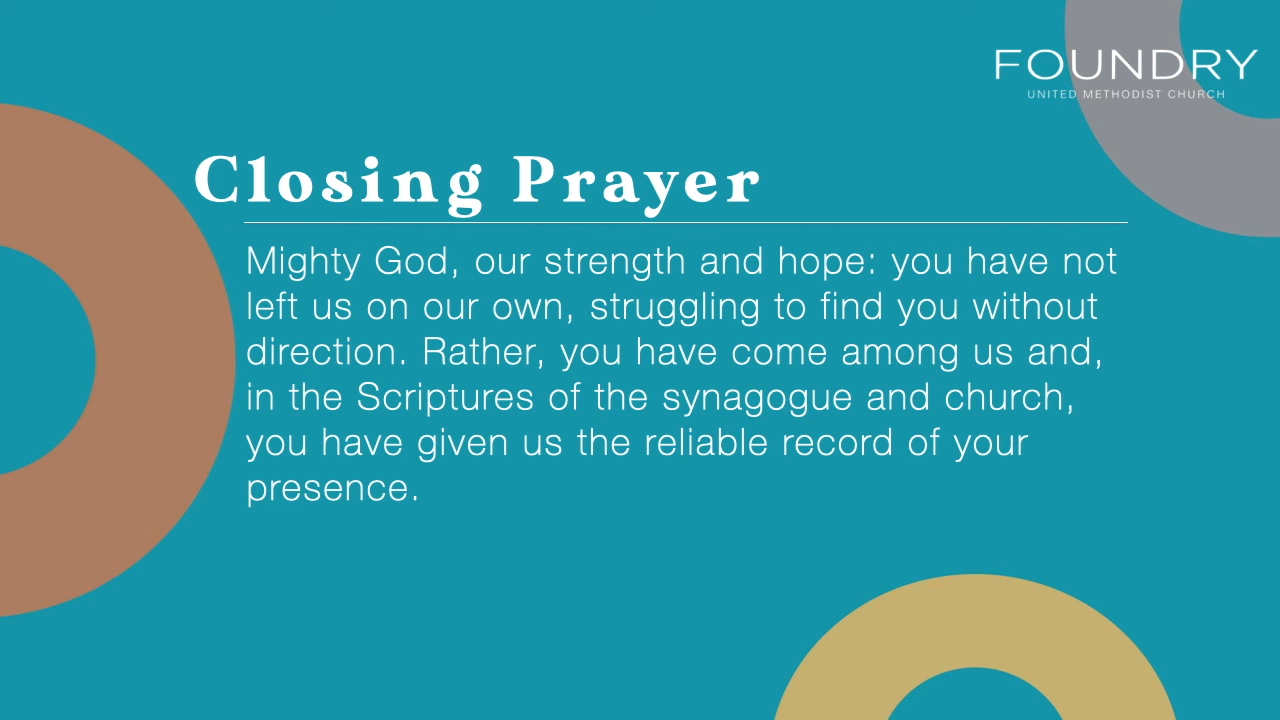 FOUNDRY
UNITED METHODIST CHURCH
Closing Prayer
Mighty God, our strength and hope: you have not
left us on our own, struggling to find you without
direction. Rather, you have come among us and,
in the Scriptures of the synagogue and church,
you have given us the reliable record of your
presence.